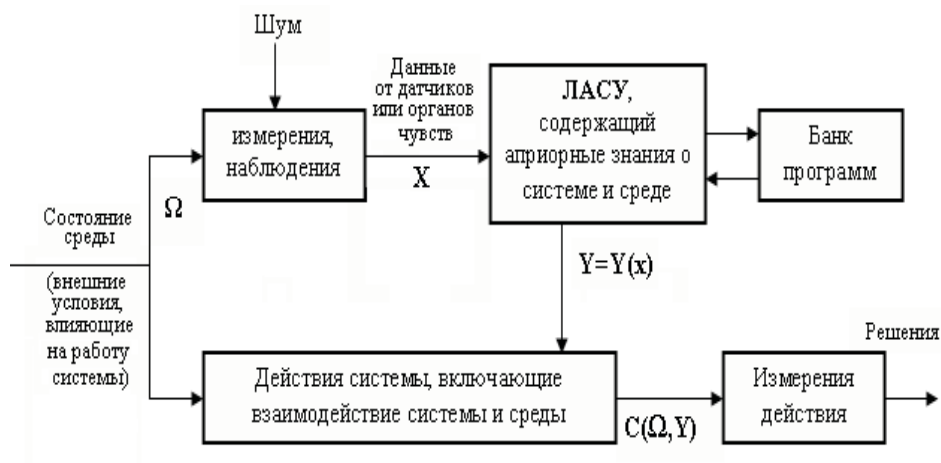 Шум
Данные
от датчиков
или органов
чувств
X
измерения,
наблюдения
ЛАСУ,
содержащий
априорные знания о
системе и среде
Банк
программ
Состояние
среды
Ω
(внешние
условия,
влияющие
на работу
системы)
Y=Y(x)
Действия системы, включающие
взаимодействие системы и среды
C(Ω,Y)
Измерения
действия
Решения